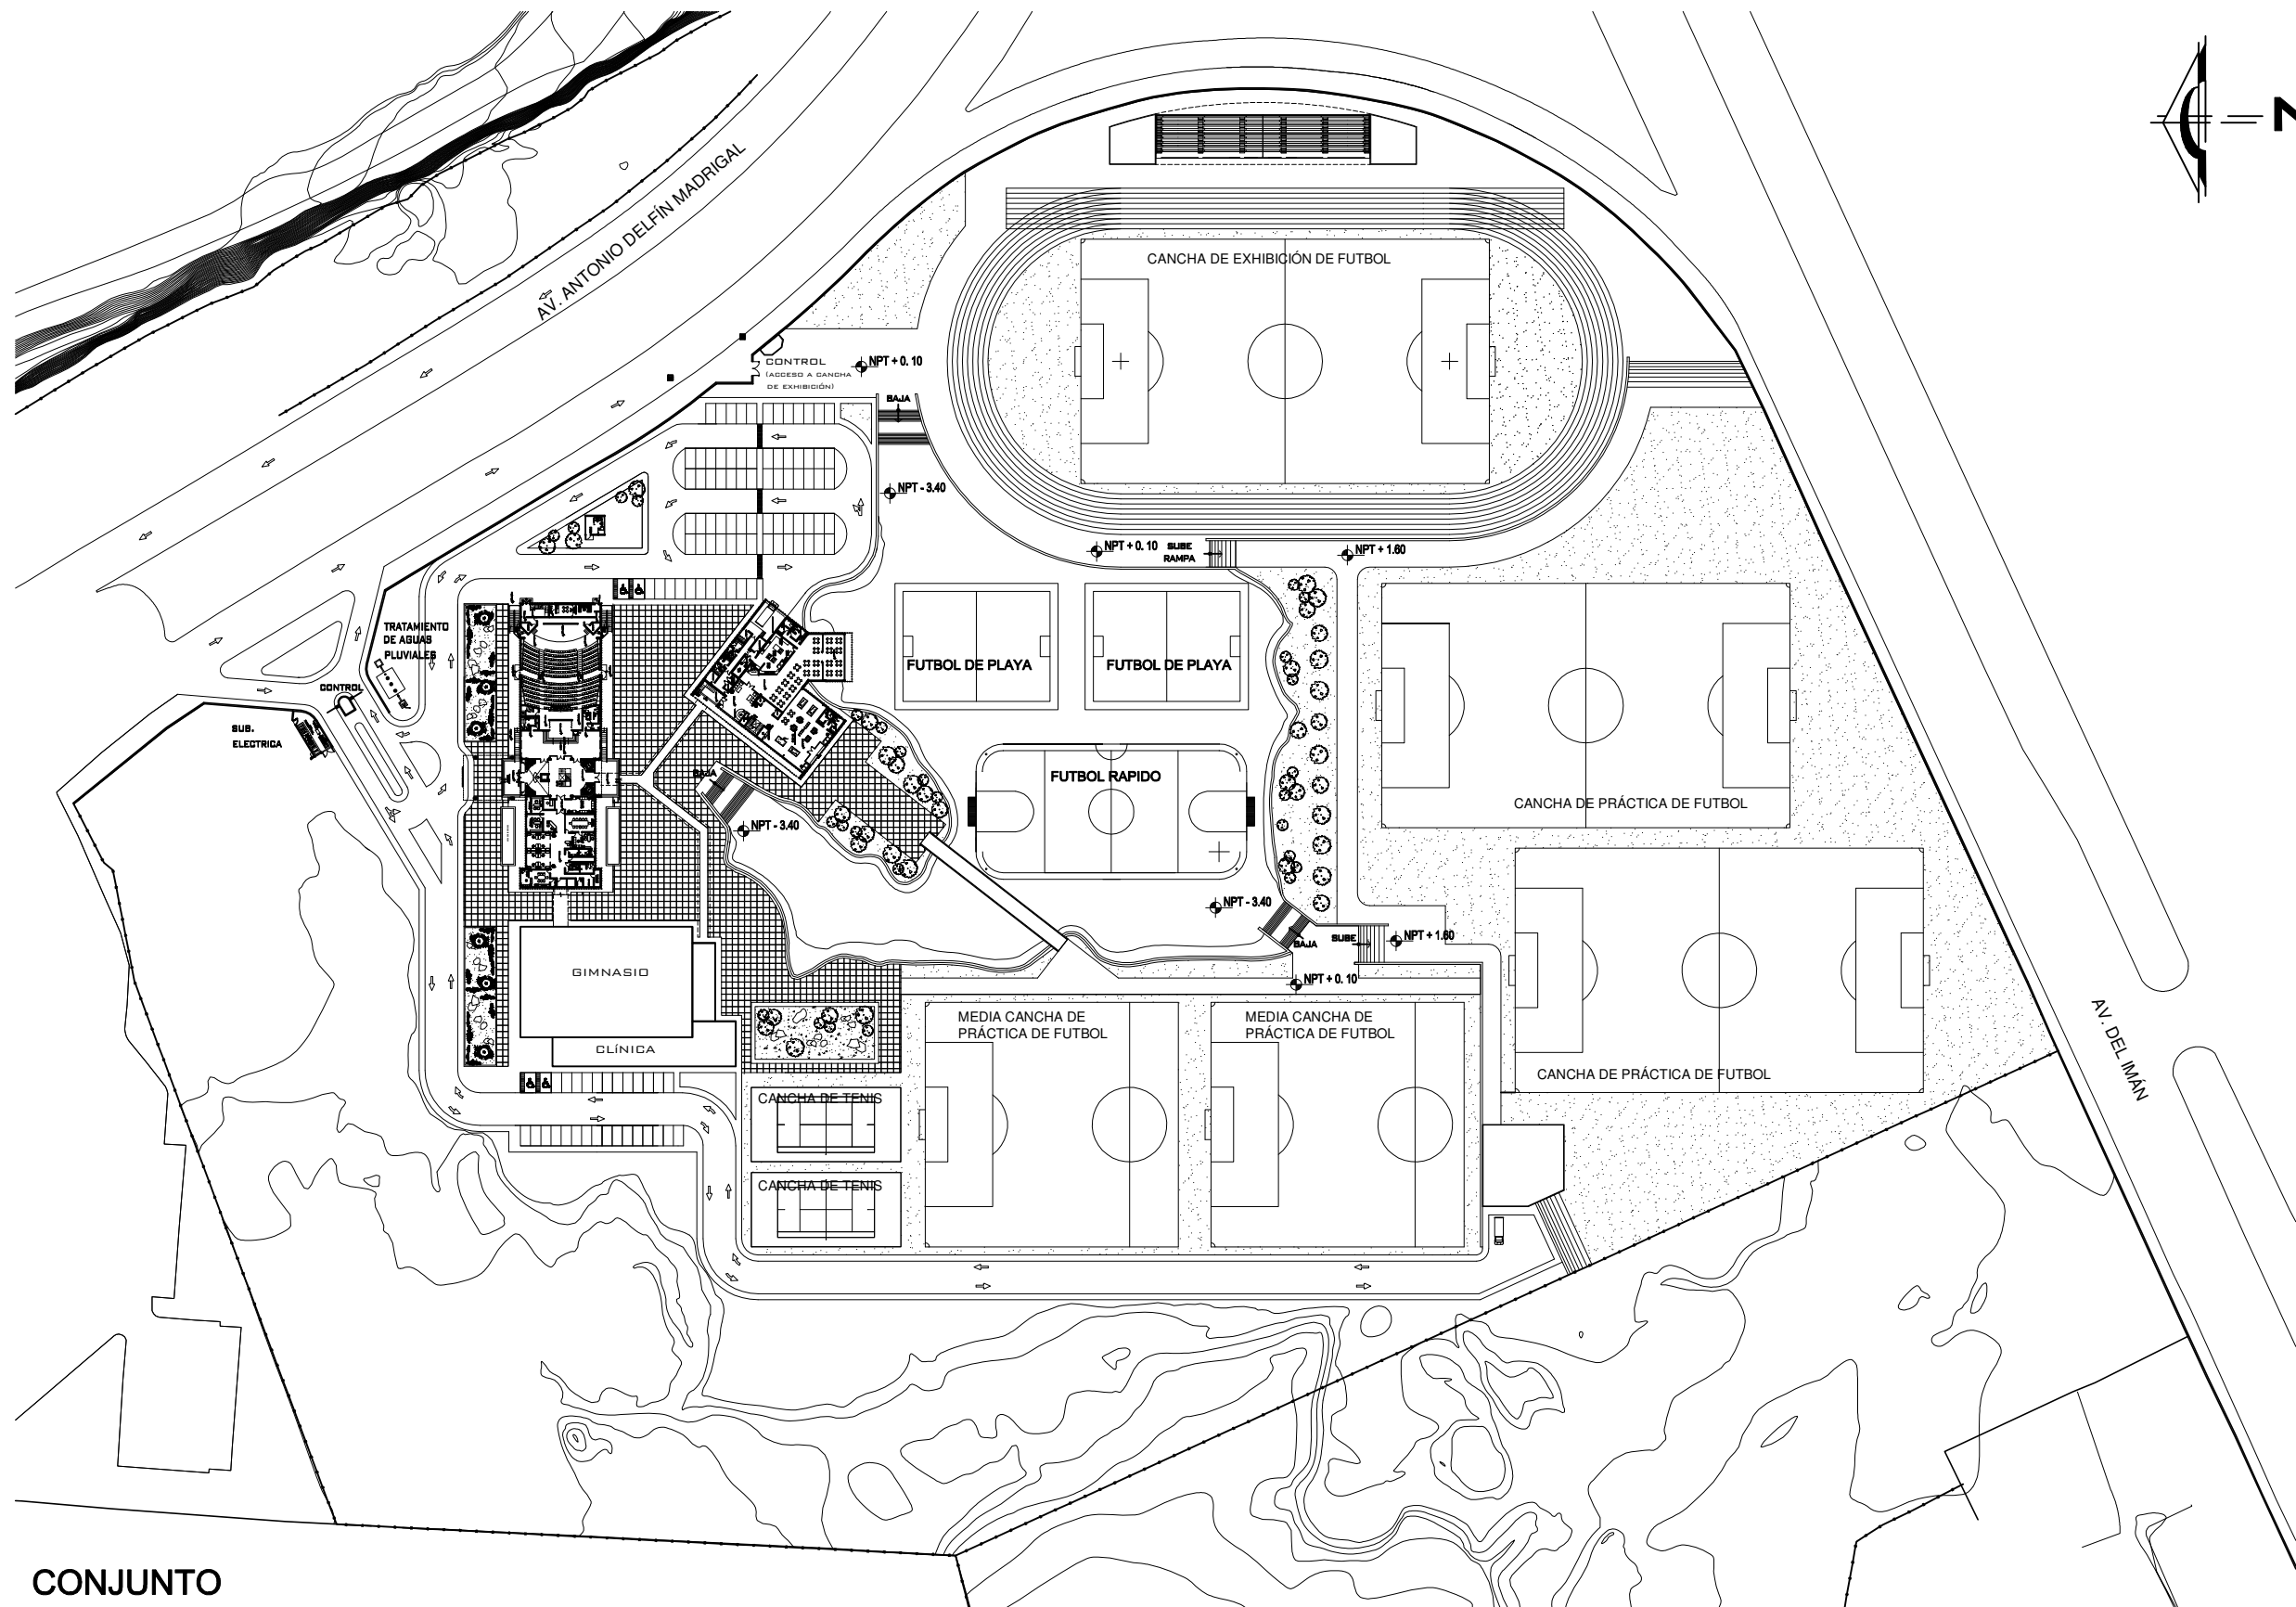 N
AV. ANTONIO DELFÍN MADRIGAL
CANCHA DE EXHIBICIÓN DE FUTBOL
CONTROL
(ACCESO A CANCHA
DE EXHIBICIÓN)
NPT + 0. 10
BAJA
NPT - 3.40
NPT + 0. 10
SUBE
RAMPA
NPT + 1.60
TRATAMIENTO
DE AGUAS
PLUVIALES
CONTROL
SUB.
ELECTRICA
FUTBOL DE PLAYA
FUTBOL DE PLAYA
FUTBOL RAPIDO
BAJA
NPT - 3.40
CANCHA DE PRÁCTICA DE FUTBOL
NPT - 3.40
BAJA
SUBE
NPT + 1.60
NPT + 0. 10
GIMNASIO
CLÍNICA
MEDIA CANCHA DE
PRÁCTICA DE FUTBOL
MEDIA CANCHA DE
PRÁCTICA DE FUTBOL
CANCHA DE PRÁCTICA DE FUTBOL
AV. DEL IMÁN
CANCHA DE TENIS
CANCHA DE TENIS
CONJUNTO